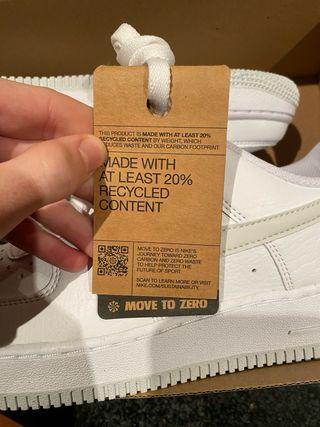 THIS PRODUCT IS MADE WITH AT LEAST 20%
RECYCLED CONTENT BY WEIGHT, WHICH
REDUCES WASTE AND OUR CARBON FOOTPRINT.
MADE WITH
AT LEAST 20%
RECYCLED
CONTENT
MOVE TO ZERO IS NIKE'S
JOURNEY TOWARD ZERO
CARBON AND ZERO WASTE
TO HELP PROTECT THE
FUTURE OF SPORT.
SCAN TO LEARN MORE OR VISIT
NIKE.COM/SUSTAINABILITY.
MOVE TO ZERO